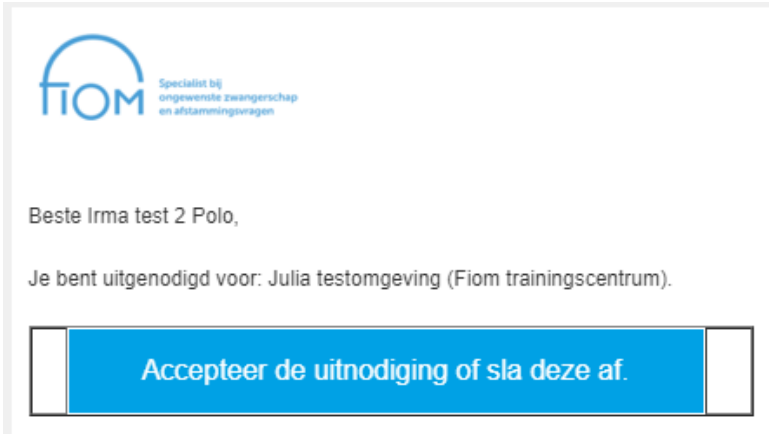 FIOM
Specialist bij
ongewenste zwangerschap
en afstammingsvragen
Beste Irma test 2 Polo,
Je bent uitgenodigd voor: Julia testomgeving (Fiom trainingscentrum).
Accepteer de uitnodiging of sla deze af.